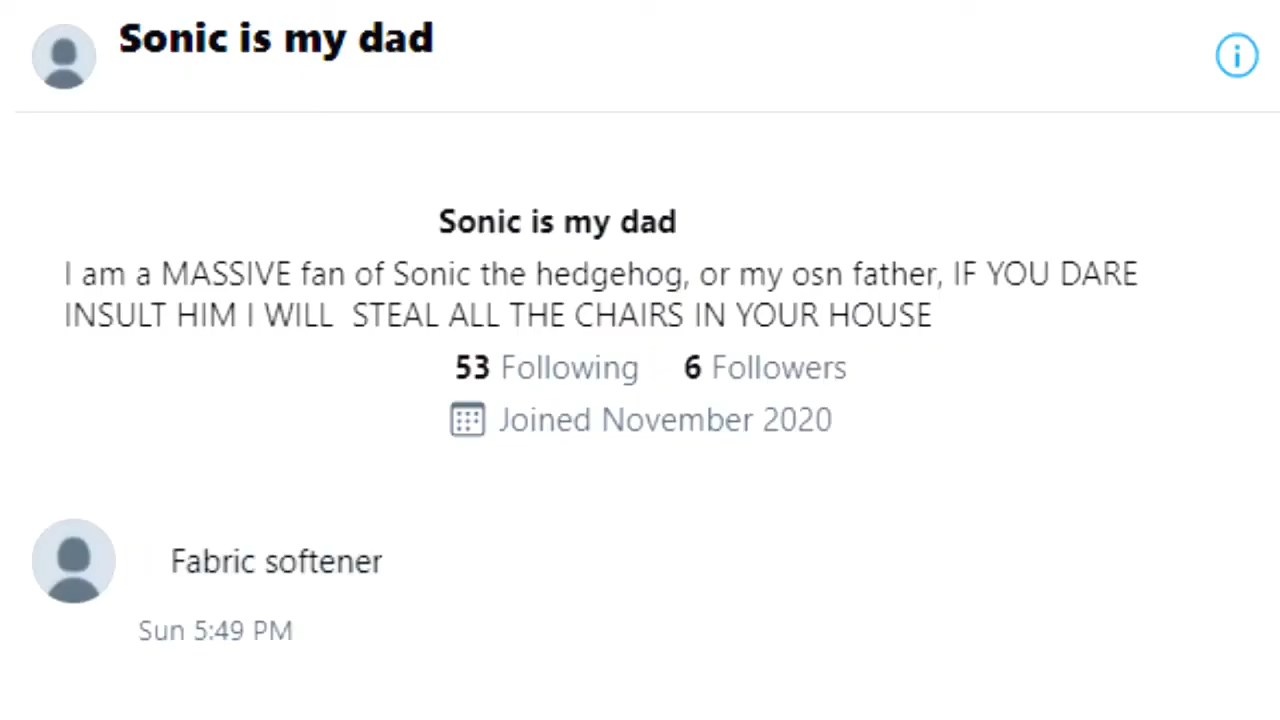 Sonic is my dad
Sonic is my dad
I am a MASSIVE fan of Sonic the hedgehog, or my osn father, IF YOU DARE
INSULT HIM I WILL  STEAL ALL THE CHAIRS IN YOUR HOUSE
53 Following 6 Followers
Joined November 2020
Fabric softener
Sun 5:49 PM